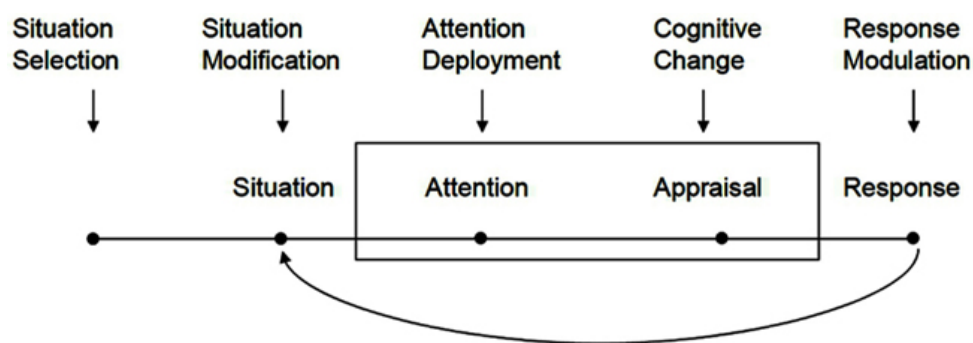 Situation
Selection
Situation
Modification
Attention
Deployment
Cognitive
Change
Response
Modulation
Situation
Attention
Appraisal
Response